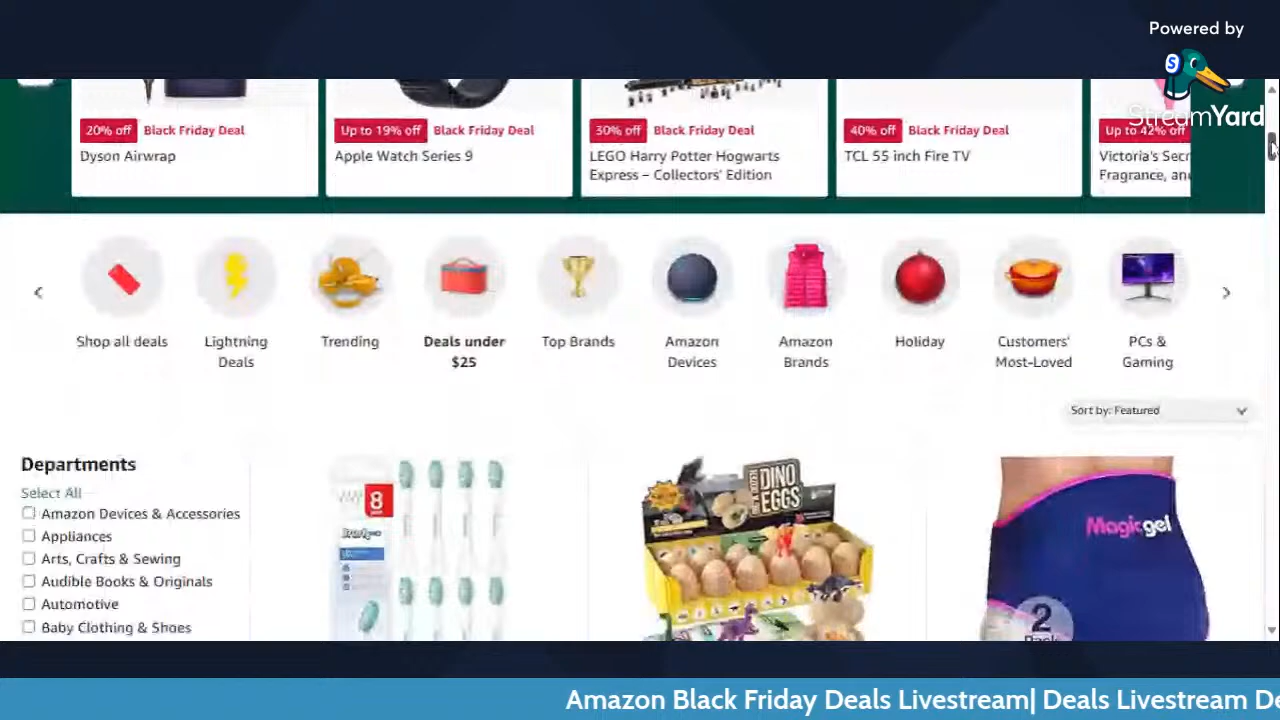 Powered by
StreamYard
20% off Black Friday Deal
Dyson Airwrap
Up to 19% off Black Friday Deal
Apple Watch Series 9
30% off Black Friday Deal
LEGO Harry Potter Hogwarts
Express – Collectors' Edition
40% off Black Friday Deal
TCL 55 inch Fire TV
Up to 42% off
Victoria's Secr
Fragrance, an
Shop all deals
Lightning
Deals
Trending
Deals under
$25
Top Brands
Amazon
Devices
Amazon
Brands
Holiday
Customers'
Most-Loved
PCs &
Gaming
Sort by: Featured
Departments
Select All
Amazon Devices & Accessories
Appliances
Arts, Crafts & Sewing
Audible Books & Originals
Automotive
Baby Clothing & Shoes
8
DINO
EGGS
Magicgel
2
Pack
Amazon Black Friday Deals Livestream| Deals Livestream De